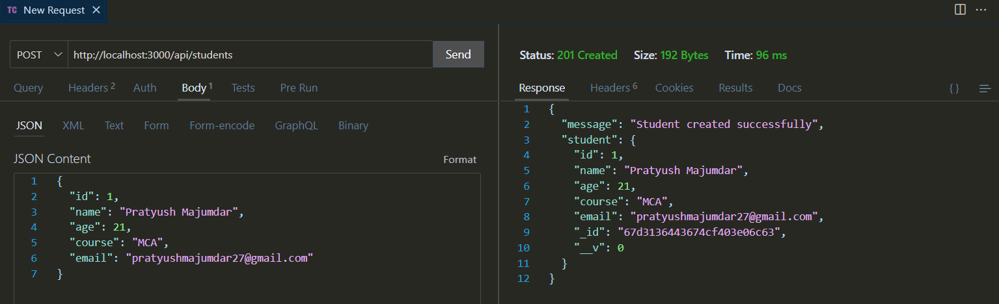 TC New Request
POST http://localhost:3000/api/students Send
Query Headers 2 Auth Body 1 Tests Pre Run
JSON XML Text Form Form-encode GraphQL Binary
JSON Content Format
1 {
2 "id": 1,
3 "name": "Pratyush Majumdar",
4 "age": 21,
5 "course": "MCA",
6 "email": "pratyushmajumdar27@gmail.com"
7 }
Status: 201 Created Size: 192 Bytes Time: 96 ms
Response Headers 6 Cookies Results Docs { }
1 {
2 "message": "Student created successfully",
3 "student": {
4 "id": 1,
5 "name": "Pratyush Majumdar",
6 "age": 21,
7 "course": "MCA",
8 "email": "pratyushmajumdar27@gmail.com",
9 "_id": "67d3136443674cf403e06c63",
10 "__v": 0
11 }
12 }